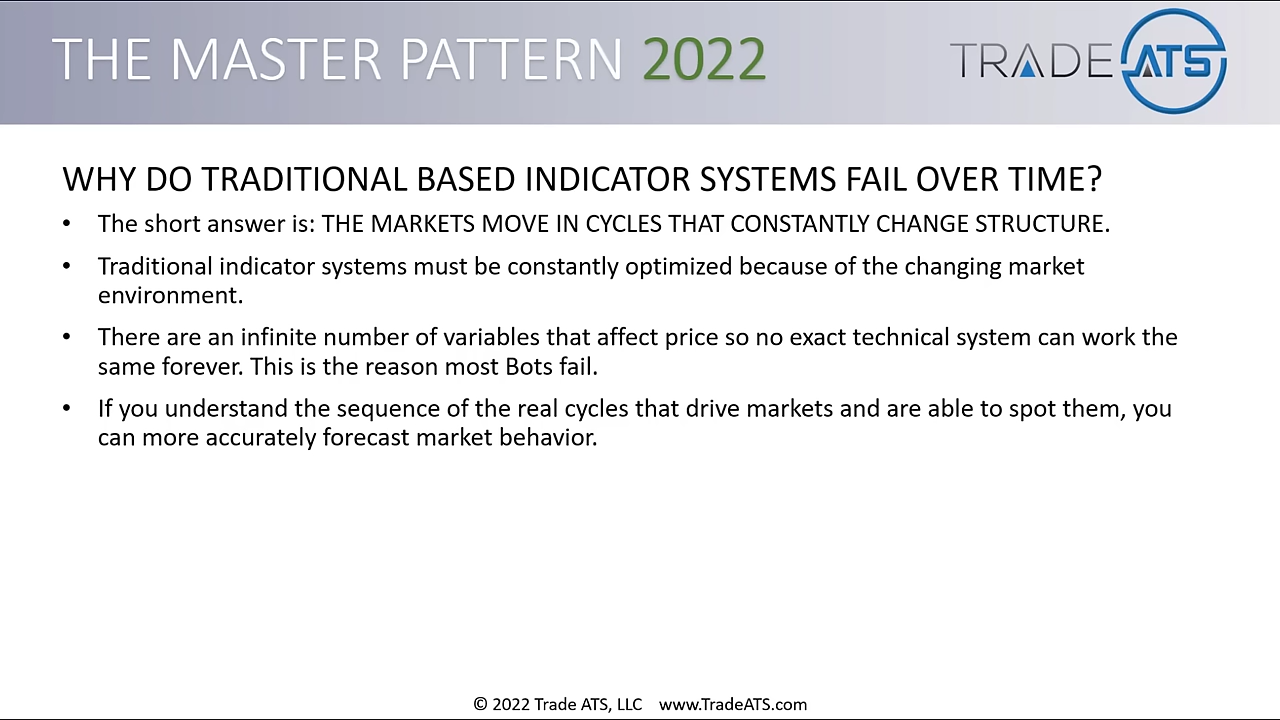 THE MASTER PATTERN 2022
TRADE ATS
WHY DO TRADITIONAL BASED INDICATOR SYSTEMS FAIL OVER TIME?
• The short answer is: THE MARKETS MOVE IN CYCLES THAT CONSTANTLY CHANGE STRUCTURE.
• Traditional indicator systems must be constantly optimized because of the changing market
environment.
• There are an infinite number of variables that affect price so no exact technical system can work the
same forever. This is the reason most Bots fail.
• If you understand the sequence of the real cycles that drive markets and are able to spot them, you
can more accurately forecast market behavior.
© 2022 Trade ATS, LLC www.TradeATS.com